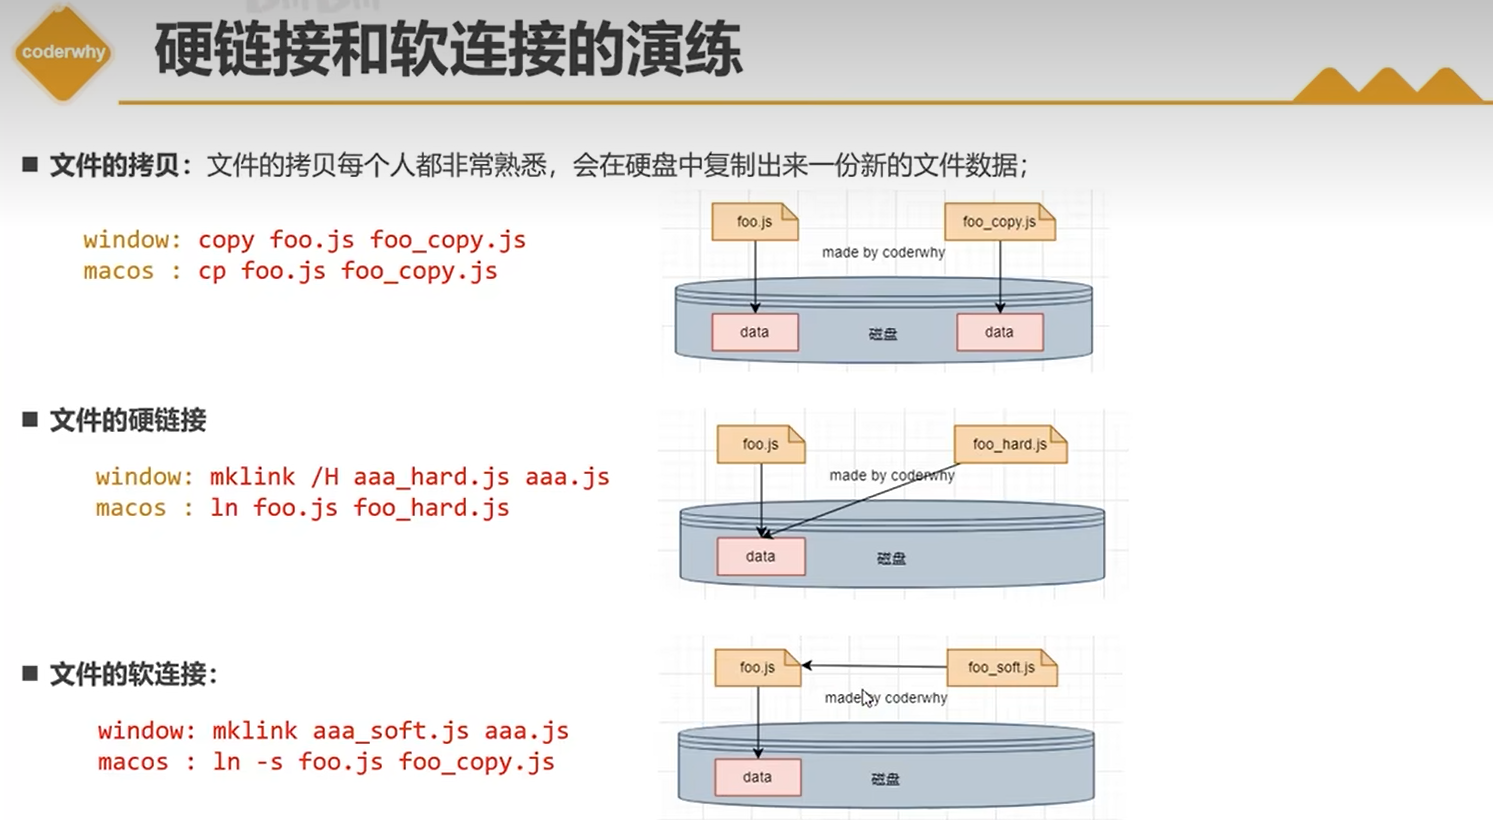 coderwhy
硬链接和软连接的演练
文件的拷贝：文件的拷贝每个人都非常熟悉，会在硬盘中复制出来一份新的文件数据；
window: copy foo.js foo_copy.js
macos : cp foo.js foo_copy.js
foo.js
foo_copy.js
made by coderwhy
data
磁盘
data
文件的硬链接
window: mklink /H aaa_hard.js aaa.js
macos : ln foo.js foo_hard.js
foo.js
foo_hard.js
made by coderwhy
data
磁盘
文件的软连接：
window: mklink aaa_soft.js aaa.js
macos : ln -s foo.js foo_copy.js
foo.js
foo_soft.js
made by coderwhy
data
磁盘